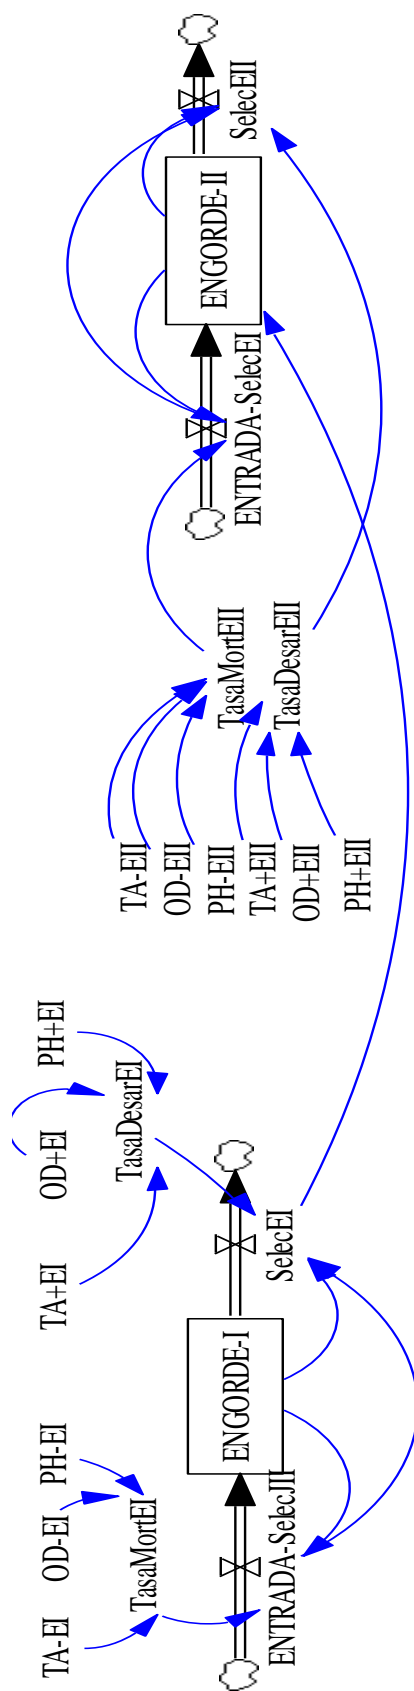 TA-EI
OD-EI
PH-EI
TA+EI
OD+EI
PH+EI
TasaMortEI
TasaDesarEI
ENGORDE-I
ENTRADA-SelecJII
SelecEI
TA-EII
OD-EII
PH-EII
TA+EII
OD+EII
PH+EII
TasaMortEII
TasaDesarEII
ENGORDE-II
ENTRADA-SelecEI
SelecEII